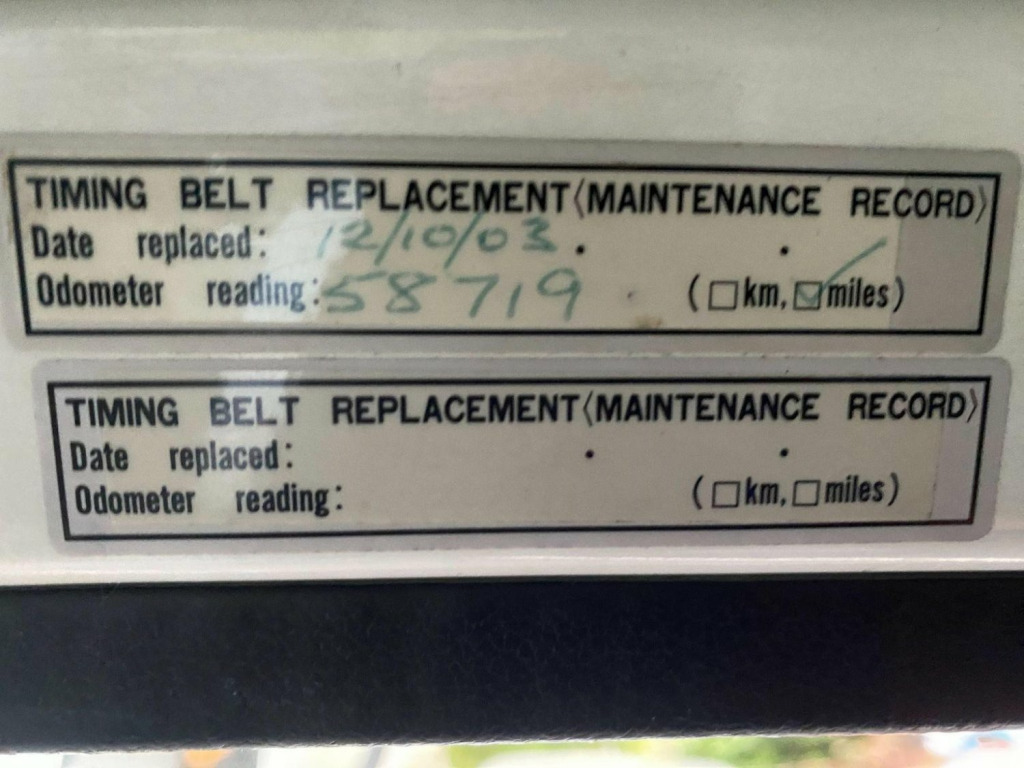 TIMING BELT REPLACEMENT〈MAINTENANCE RECORD〉
Date replaced: 12/10/03 . .
Odometer reading: 58719 (□km, ☑miles)
TIMING BELT REPLACEMENT〈MAINTENANCE RECORD〉
Date replaced: . .
Odometer reading: (□km, □miles)